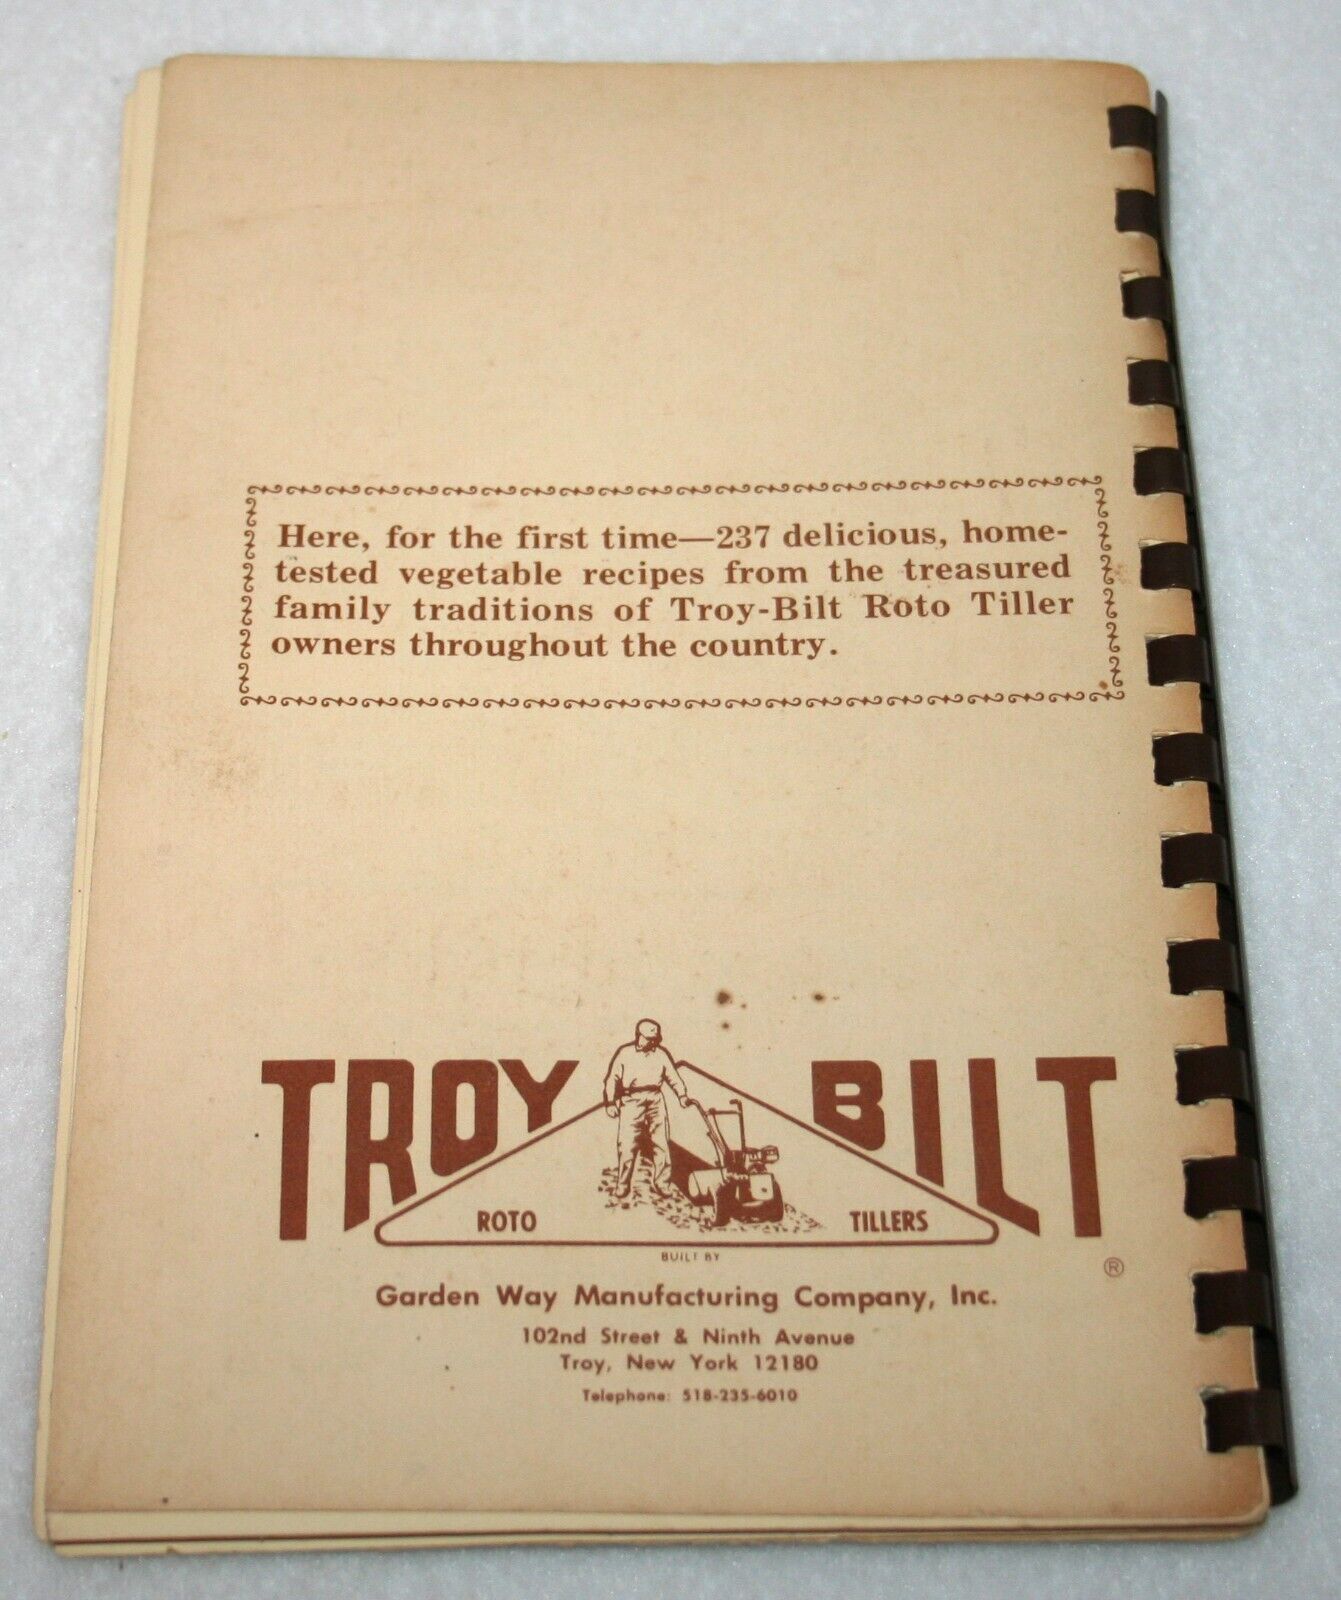 Here, for the first time—237 delicious, home-
tested vegetable recipes from the treasured
family traditions of Troy-Bilt Roto Tiller
owners throughout the country.
TROY BILT
ROTO TILLERS
BUILT BY
®
Garden Way Manufacturing Company, Inc.
102nd Street & Ninth Avenue
Troy, New York 12180
Telephone: 518-235-6010